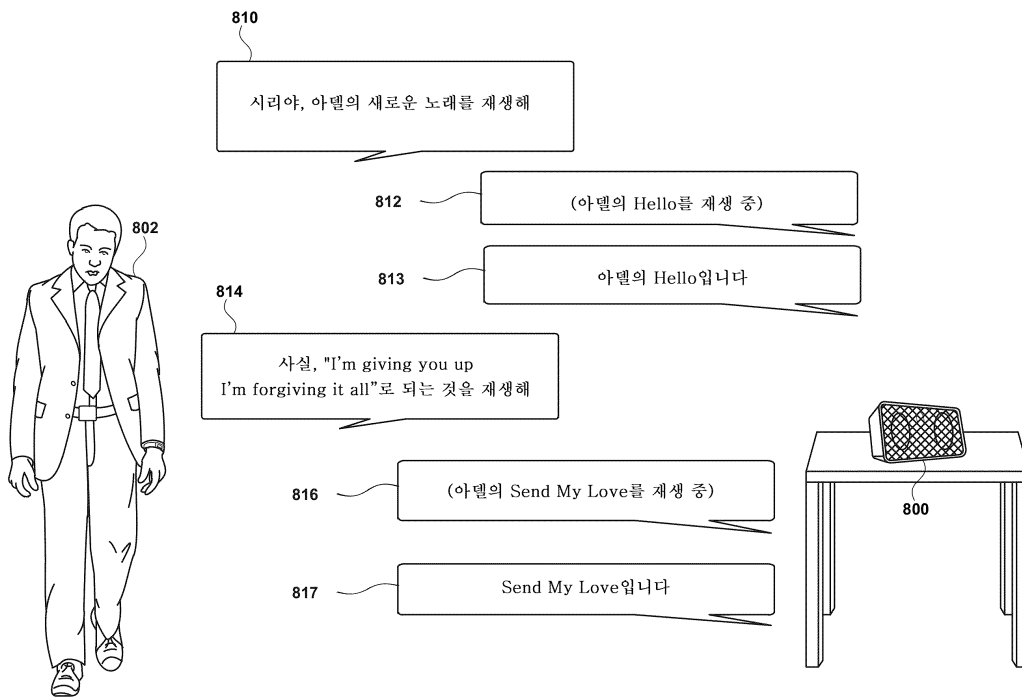 810
시리야, 아델의 새로운 노래를 재생해
812
(아델의 Hello를 재생 중)
802
813
아델의 Hello입니다
814
사실, "I'm giving you up
I'm forgiving it all”로 되는 것을 재생해
816
(아델의 Send My Love를 재생 중)
800
817
Send My Love입니다